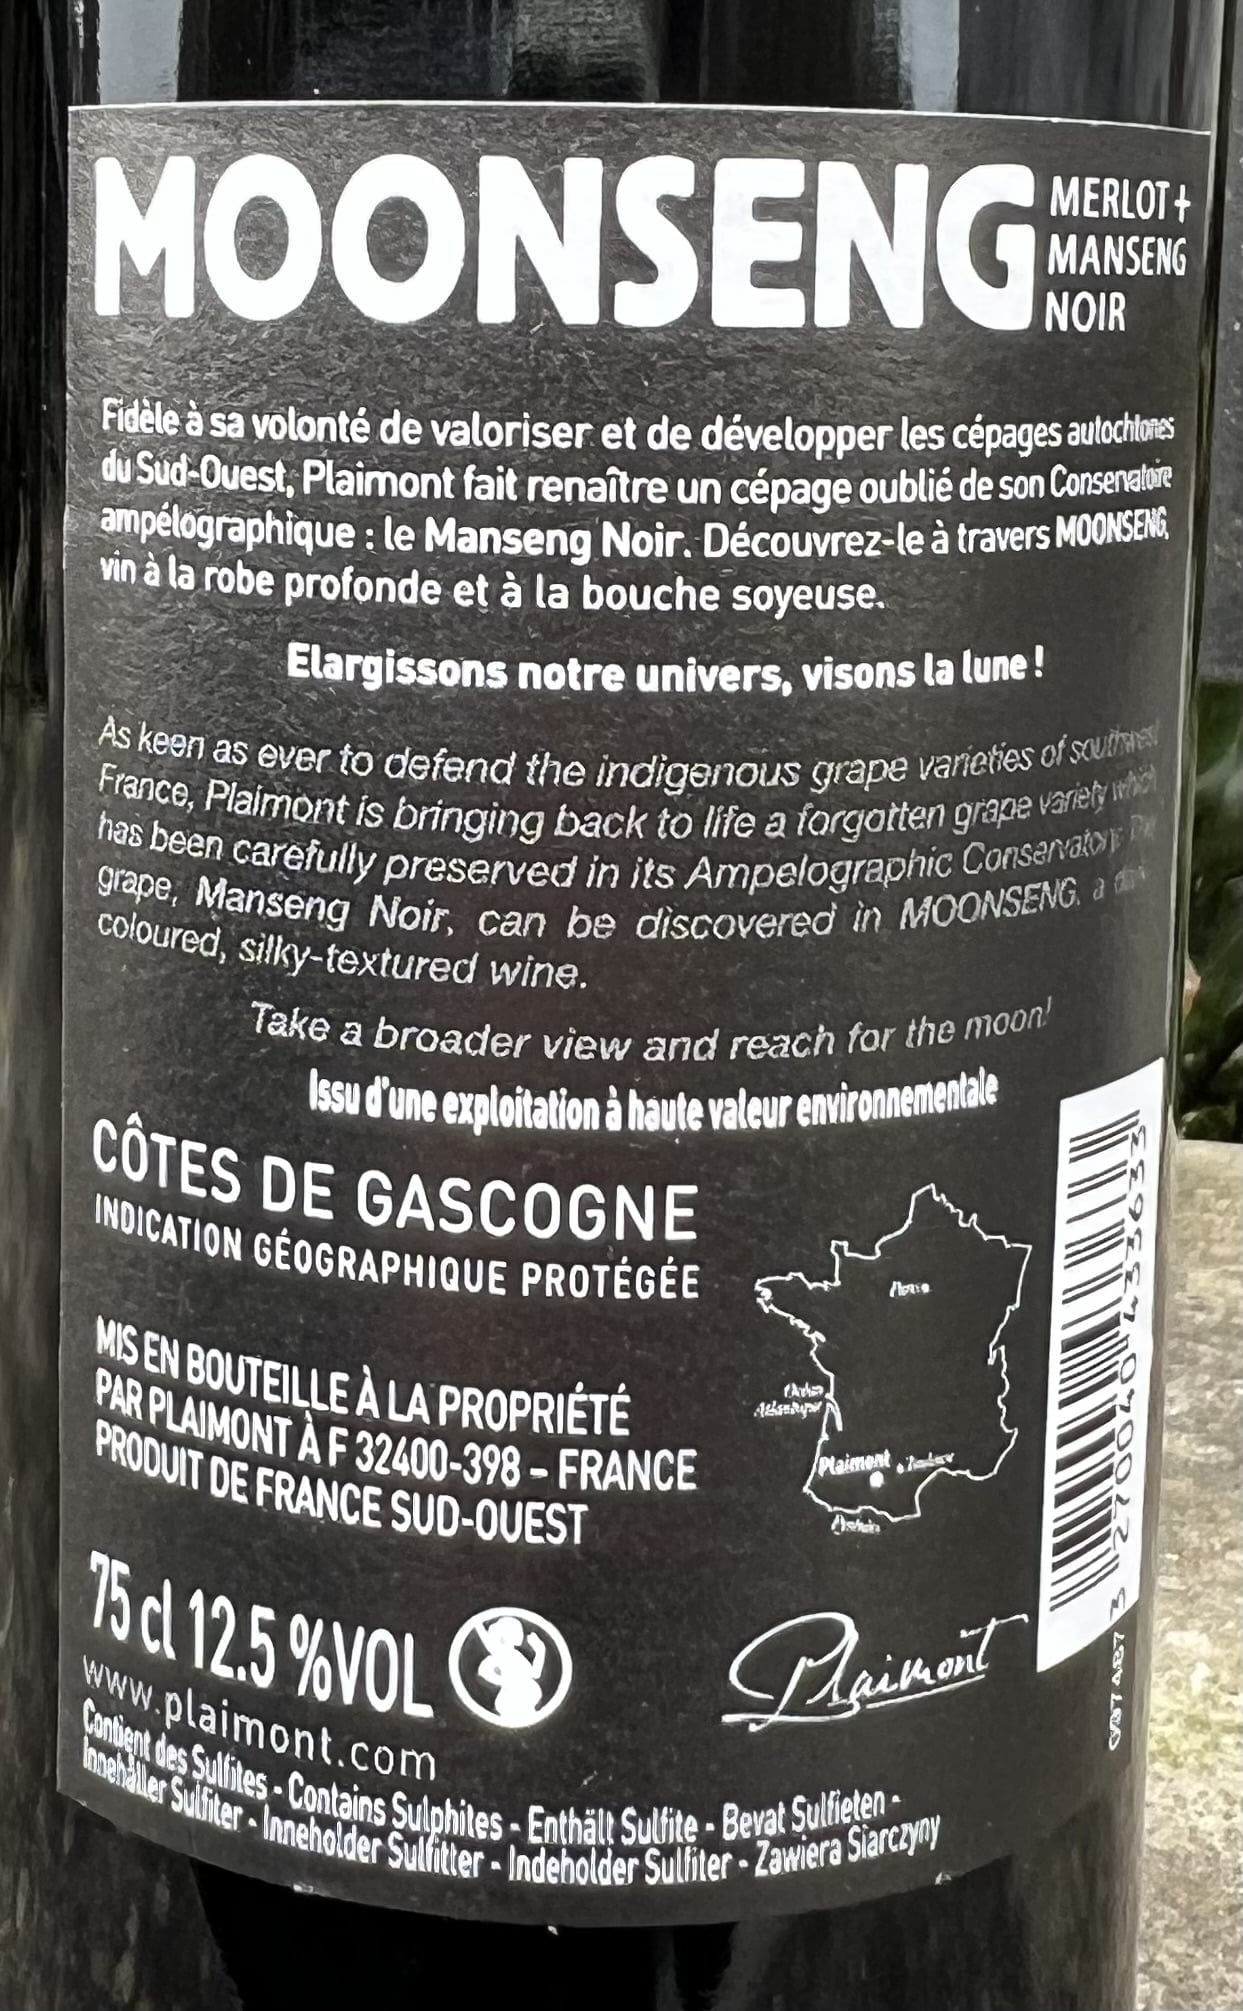 MOONSENG
MERLOT +
MANSENG
NOIR
Fidèle à sa volonté de valoriser et de développer les cépages autochtones
du Sud-Ouest, Plaimont fait renaître un cépage oublié de son Conservatoire
ampélographique : le Manseng Noir. Découvrez-le à travers MOONSENG,
vin à la robe profonde et à la bouche soyeuse.
Elargissons notre univers, visons la lune !
As keen as ever to defend the indigenous grape varieties of southwest
France, Plaimont is bringing back to life a forgotten grape variety which
has been carefully preserved in its Ampelographic Conservatory.
grape, Manseng Noir, can be discovered in MOONSENG, a
coloured, silky-textured wine.
Take a broader view and reach for the moon!
Issu d'une exploitation à haute valeur environnementale
CÔTES DE GASCOGNE
INDICATION GÉOGRAPHIQUE PROTÉGÉE
MIS EN BOUTEILLE À LA PROPRIÉTÉ
PAR PLAIMONT À F 32400-398 - FRANCE
PRODUIT DE FRANCE SUD-OUEST
Plaimont
75 cl 12.5 %VOL
Plaimont
www.plaimont.com
Contient des Sulfites - Contains Sulphites - Enthält Sulfite - Bevat Sulfieten -
Innehåller Sulfiter - Inneholder Sulfitter - Indeholder Sulfiter - Zawiera Siarczyny
3 270040 433633